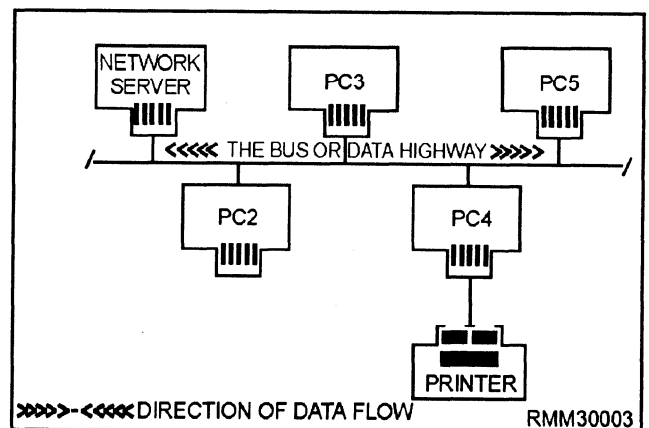 NETWORK
SERVER
PC3
PC5
<<<<< THE BUS OR DATA HIGHWAY >>>>>
PC2
PC4
PRINTER
>>>>>-<<<<< DIRECTION OF DATA FLOW
RMM30003